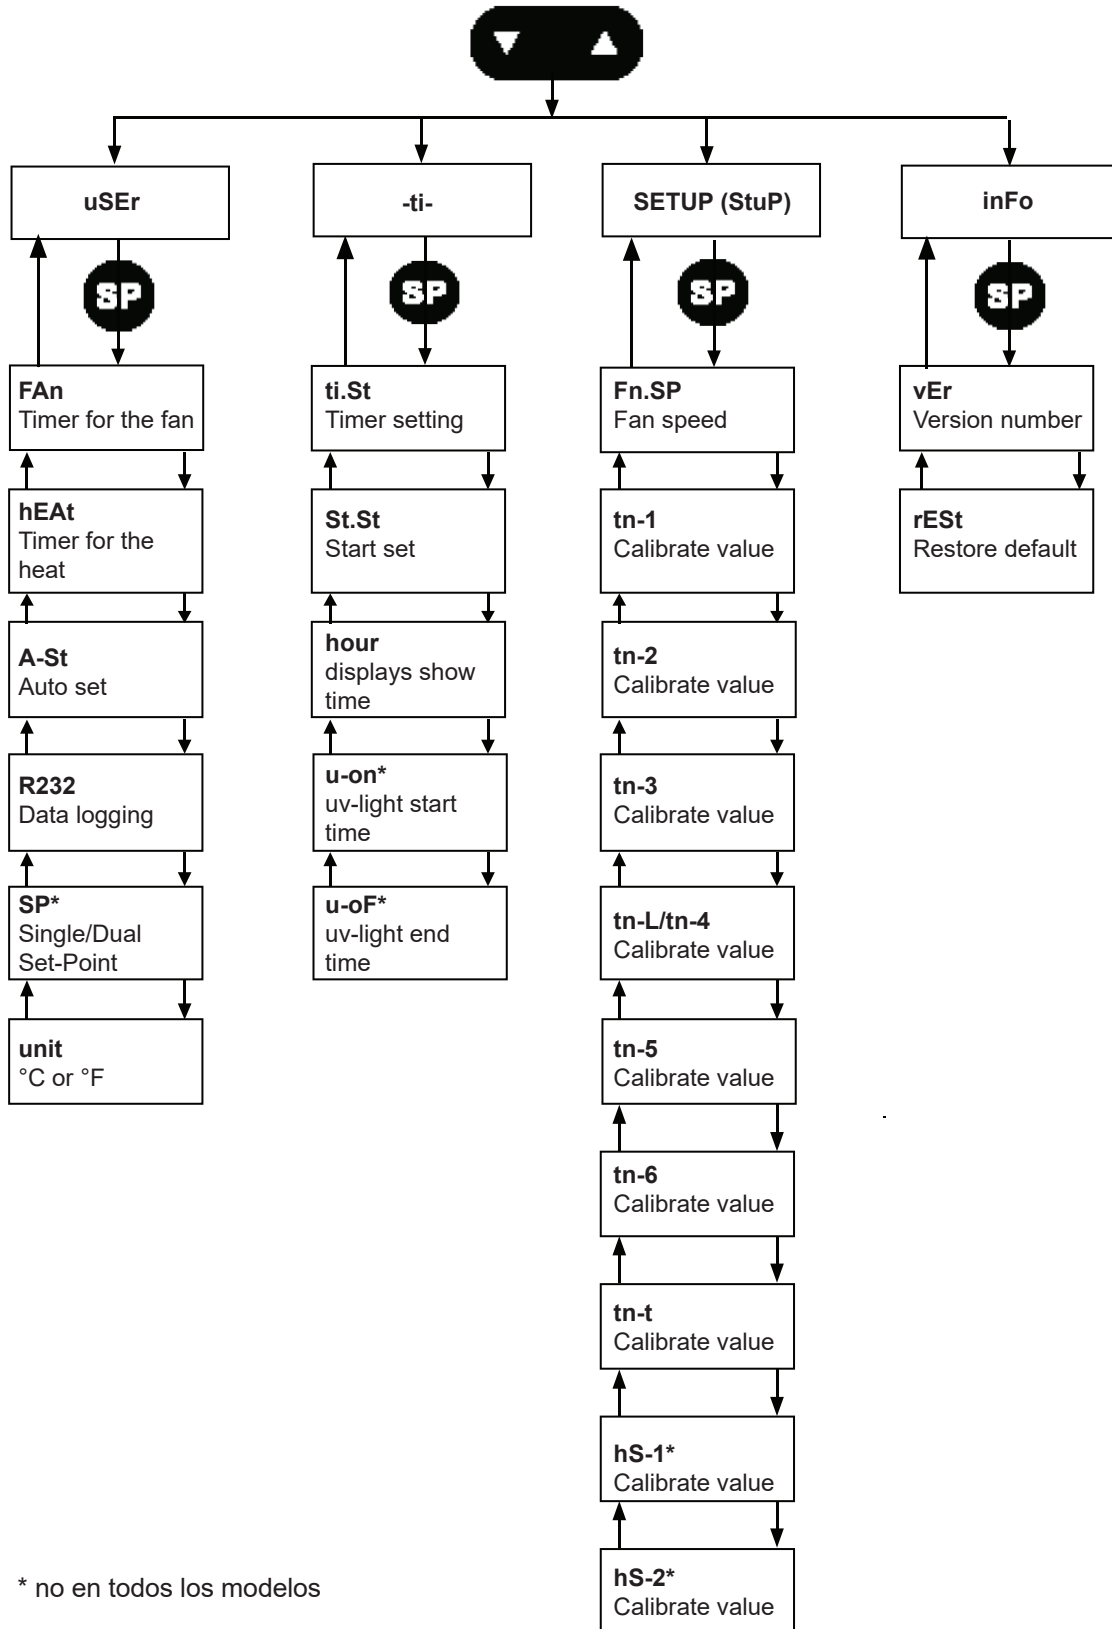 uSEr
SP
FAn
Timer for the fan
hEAt
Timer for the
heat
A-St
Auto set
R232
Data logging
SP*
Single/Dual
Set-Point
unit
°C or °F
-ti-
SP
ti.St
Timer setting
St.St
Start set
hour
displays show
time
u-on*
uv-light start
time
u-oF*
uv-light end
time
SETUP (StuP)
SP
Fn.SP
Fan speed
tn-1
Calibrate value
tn-2
Calibrate value
tn-3
Calibrate value
tn-L/tn-4
Calibrate value
tn-5
Calibrate value
tn-6
Calibrate value
tn-t
Calibrate value
hS-1*
Calibrate value
hS-2*
Calibrate value
inFo
SP
vEr
Version number
rESt
Restore default
* no en todos los modelos